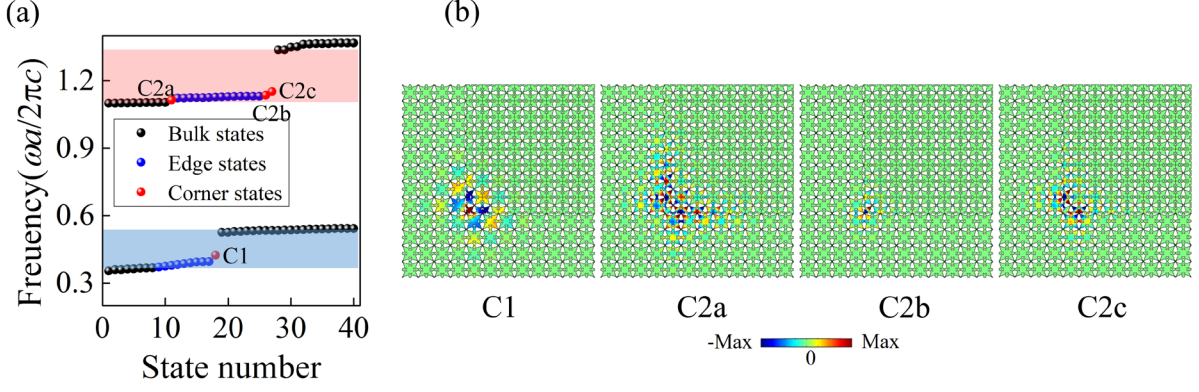 (a)
(b)
Freuency(ωa/2πc)
1.2
0.9
0.6
0.3
C2a
C2c
C2b
Bulk states
Edge states
Corner states
C1
0 10 20 30 40
State number
C1 C2a C2b C2c
-Max Max
0